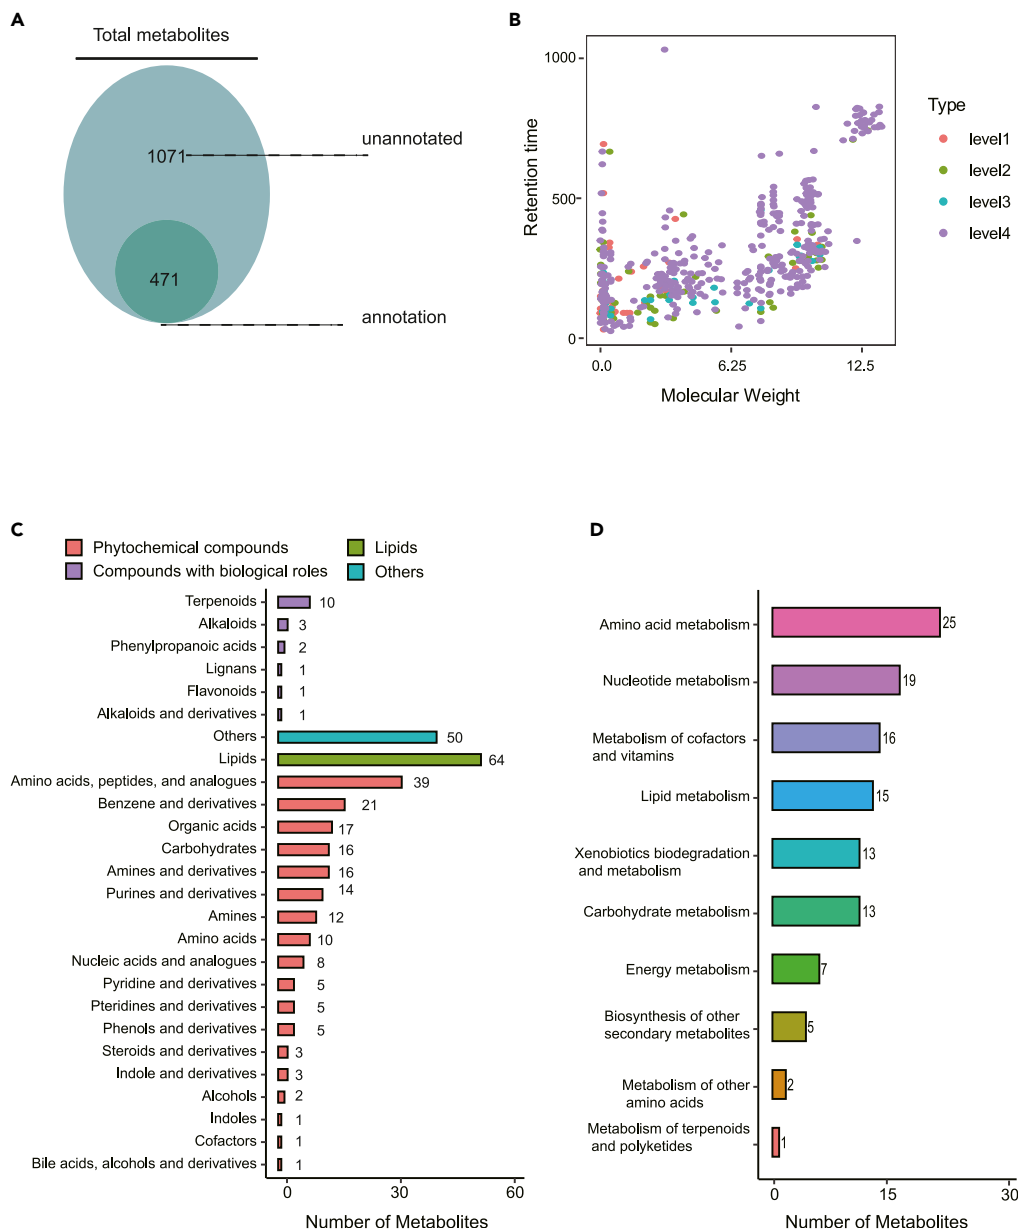 A
Total metabolites
1071
unannotated
471
annotation
B
Retention time
1000
500
0
0.0
6.25
12.5
Molecular Weight
Type
level1
level2
level3
level4
C
Phytochemical compounds
Lipids
Compounds with biological roles
Others
Terpenoids 10
Alkaloids 3
Phenylpropanoic acids 2
Lignans 1
Flavonoids 1
Alkaloids and derivatives 1
Others 50
Lipids 64
Amino acids, peptides, and analogues 39
Benzene and derivatives 21
Organic acids 17
Carbohydrates 16
Amines and derivatives 16
Purines and derivatives 14
Amines 12
Amino acids 10
Nucleic acids and analogues 8
Pyridine and derivatives 5
Pteridines and derivatives 5
Phenols and derivatives 5
Steroids and derivatives 3
Indole and derivatives 3
Alcohols 2
Indoles 1
Cofactors 1
Bile acids, alcohols and derivatives 1
0 30 60
Number of Metabolites
D
Amino acid metabolism 25
Nucleotide metabolism 19
Metabolism of cofactors
and vitamins 16
Lipid metabolism 15
Xenobiotics biodegradation
and metabolism 13
Carbohydrate metabolism 13
Energy metabolism 7
Biosynthesis of other
secondary metabolites 5
Metabolism of other
amino acids 2
Metabolism of terpenoids
and polyketides 1
0 15 30
Number of Metabolites